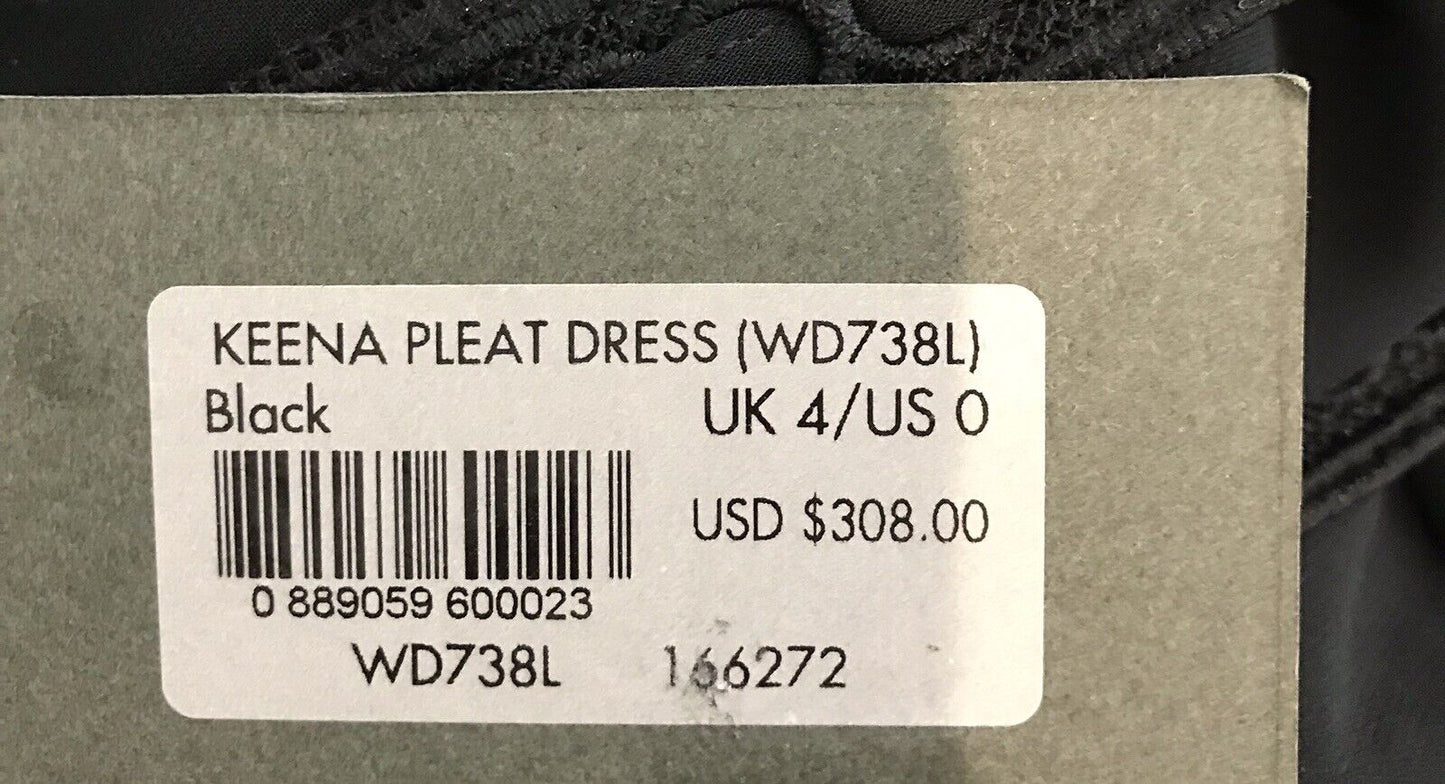 KEENA PLEAT DRESS (WD738L)
Black UK 4/US 0
USD $308.00
0 889059 600023
WD738L 166272